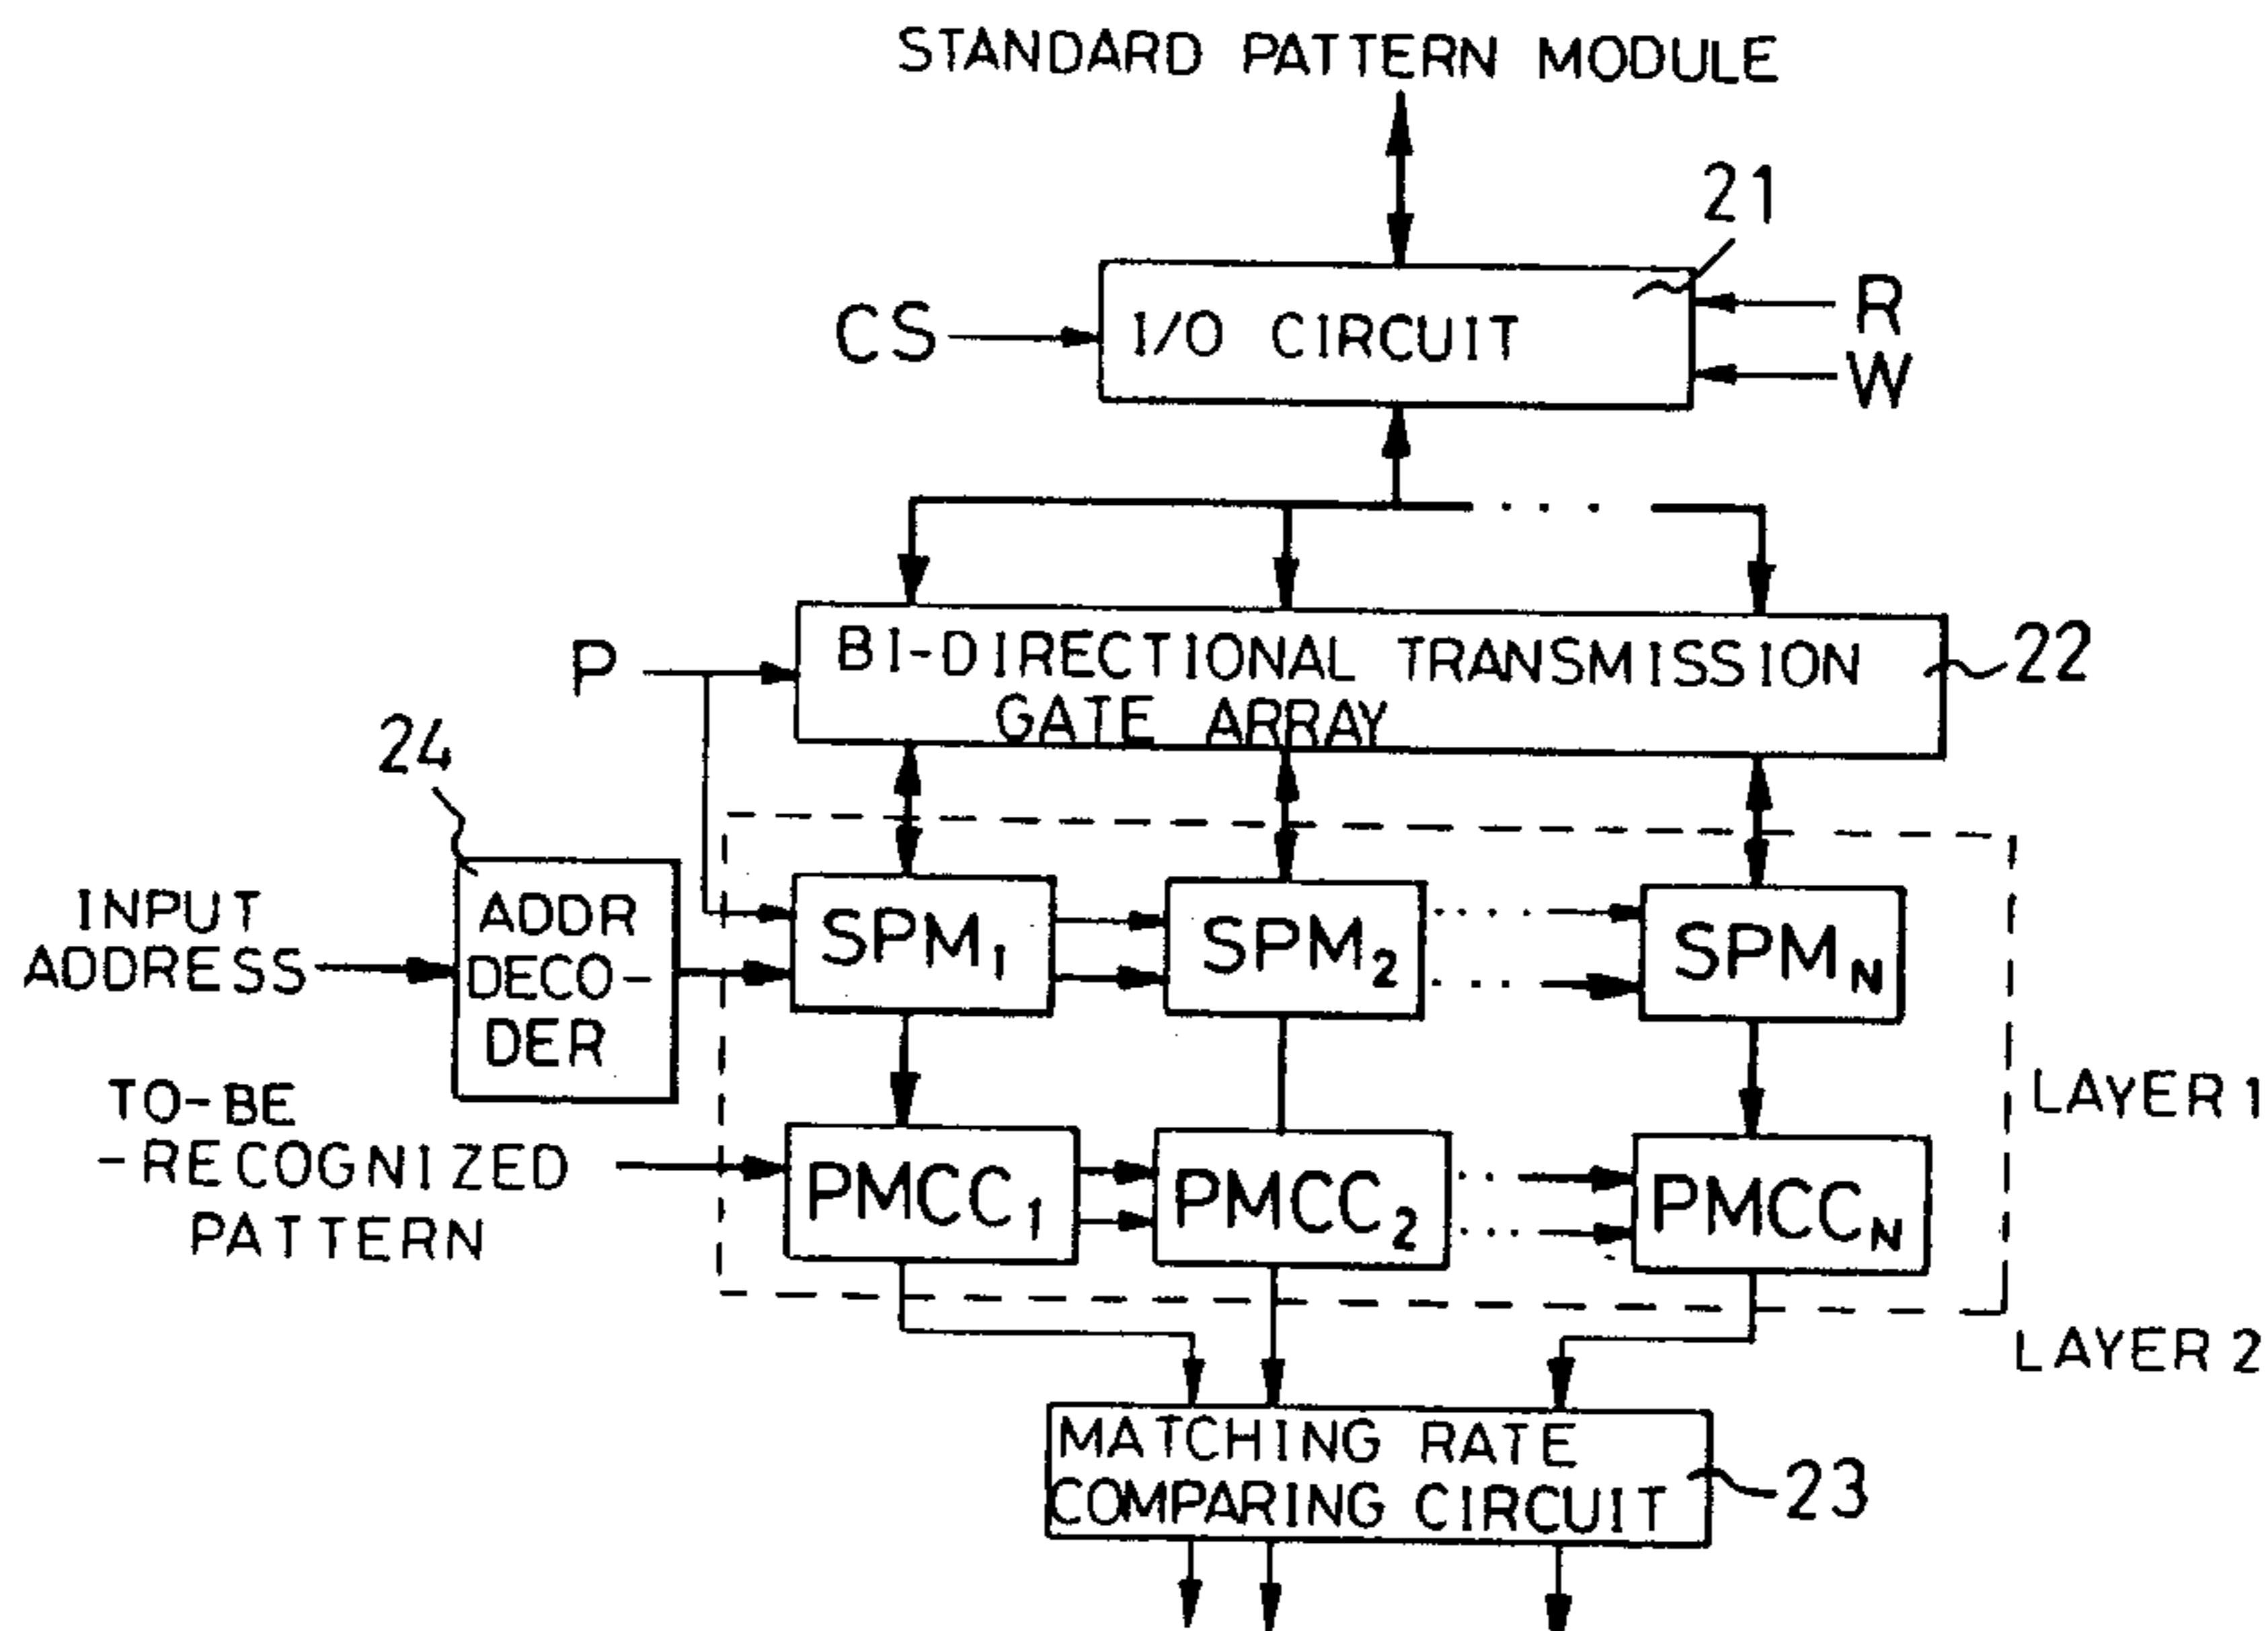 STANDARD PATTERN MODULE
21
CS
I/O CIRCUIT
R
W
P
BI-DIRECTIONAL TRANSMISSION
GATE ARRAY
22
24
INPUT
ADDRESS
ADDR
DECO-
DER
SPM1
SPM2
SPMN
TO-BE
-RECOGNIZED
PATTERN
PMCC1
PMCC2
PMCCN
LAYER 1
LAYER 2
MATCHING RATE
COMPARING CIRCUIT
23